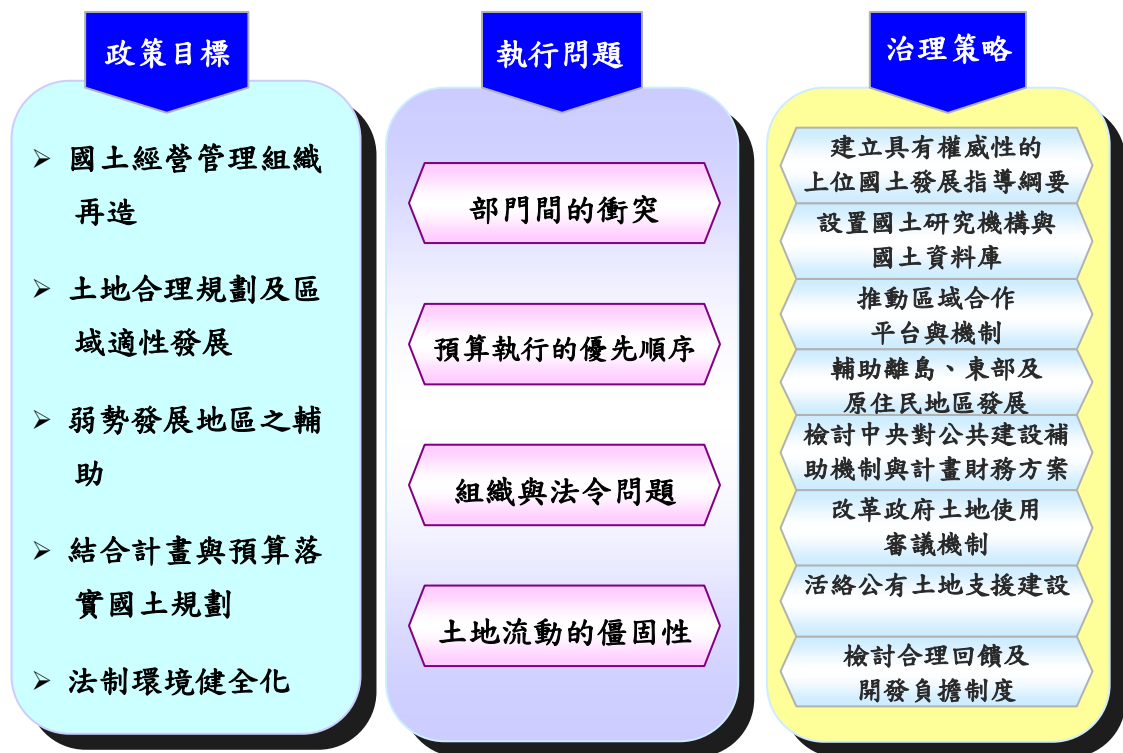 政策目標
國土經營管理組織
再造
土地合理規劃及區
域適性發展
弱勢發展地區之輔
助
結合計畫與預算落
實國土規劃
法制環境健全化
執行問題
部門間的衝突
預算執行的優先順序
組織與法令問題
土地流動的僵固性
治理策略
建立具有權威性的
上位國土發展指導綱要
設置國土研究機構與
國土資料庫
推動區域合作
平台與機制
輔助離島、東部及
原住民地區發展
檢討中央對公共建設補
助機制與計畫財務方案
改革政府土地使用
審議機制
活絡公有土地支援建設
檢討合理回饋及
開發負擔制度